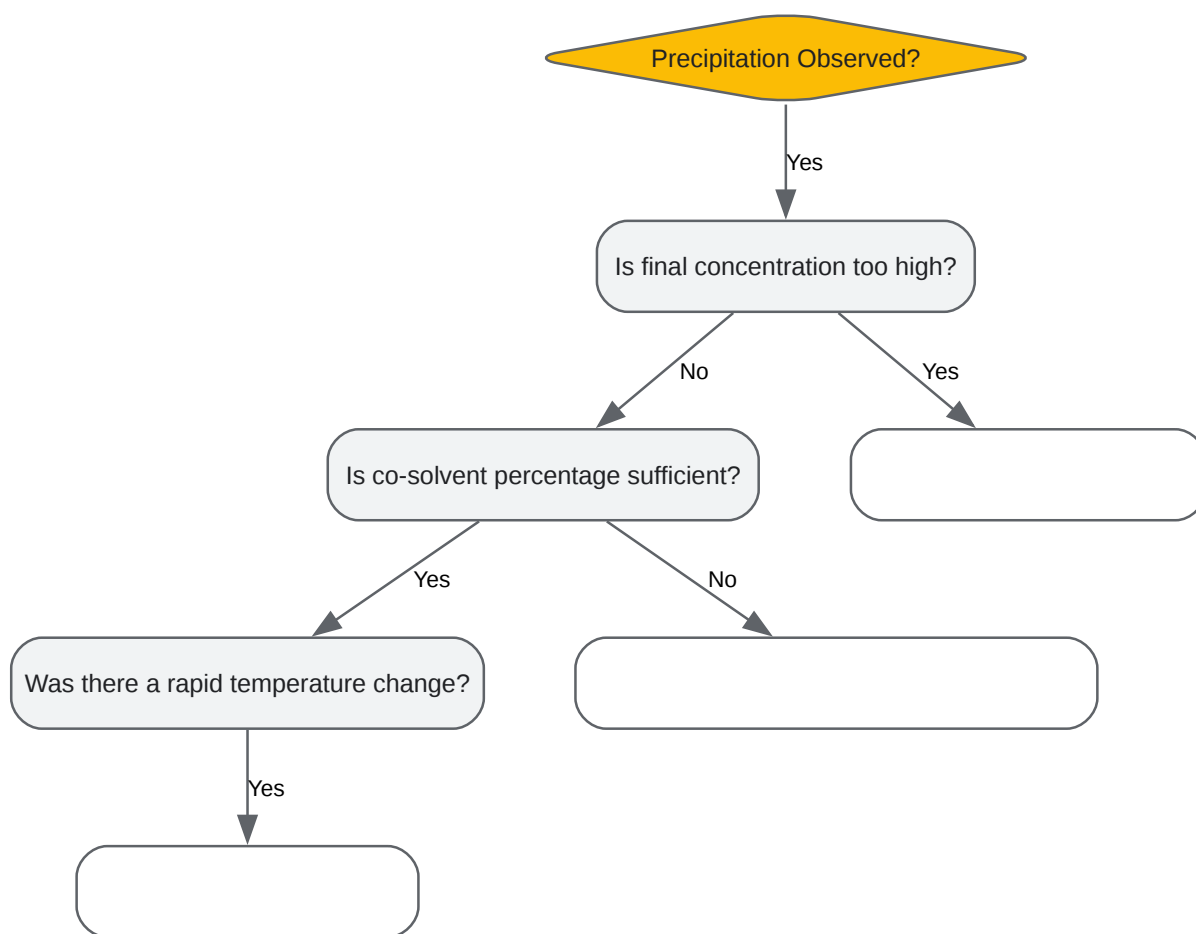 Precipitation Observed?
Yes
Is final concentration too high?
No
Yes
Is co-solvent percentage sufficient?
Yes
No
Was there a rapid temperature change?
Yes